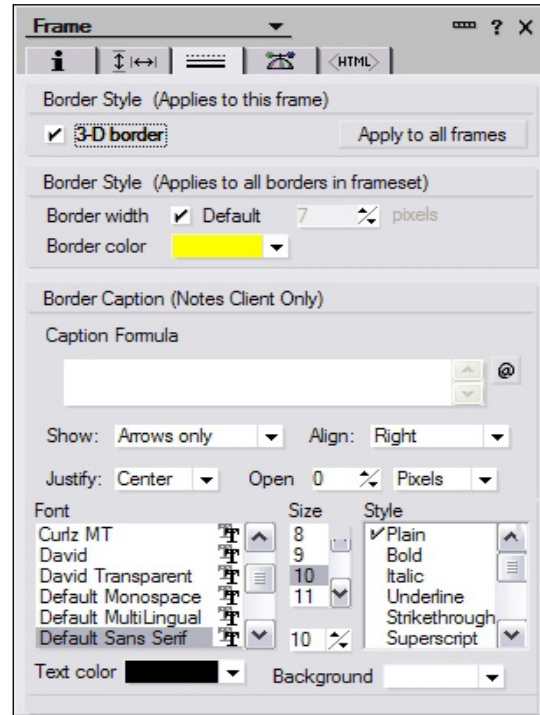 Frame ?
i <HTML>
Border Style (Applies to this frame)
3-D border Apply to all frames
Border Style (Applies to all borders in frameset)
Border width Default 7 pixels
Border color
Border Caption (Notes Client Only)
Caption Formula
@
Show: Arrows only Align: Right
Justify: Center Open 0 Pixels
Font Size Style
Curlz MT 8 Plain
David 9 Bold
David Transparent 10 Italic
Default Monospace 11 Underline
Default MultiLingual Strikethrough
Default Sans Serif 10 Superscript
Text color Background